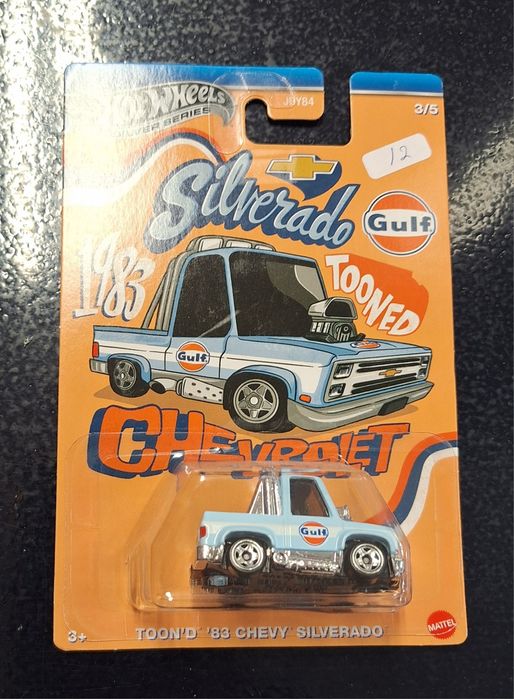 Hot Wheels
SILVER SERIES
JBY84
3/5
12
Silverado
Gulf
1983
TOONED
Gulf
CHEVROLET
Gulf
3+
TOON'D '83 CHEVY SILVERADO
MATTEL